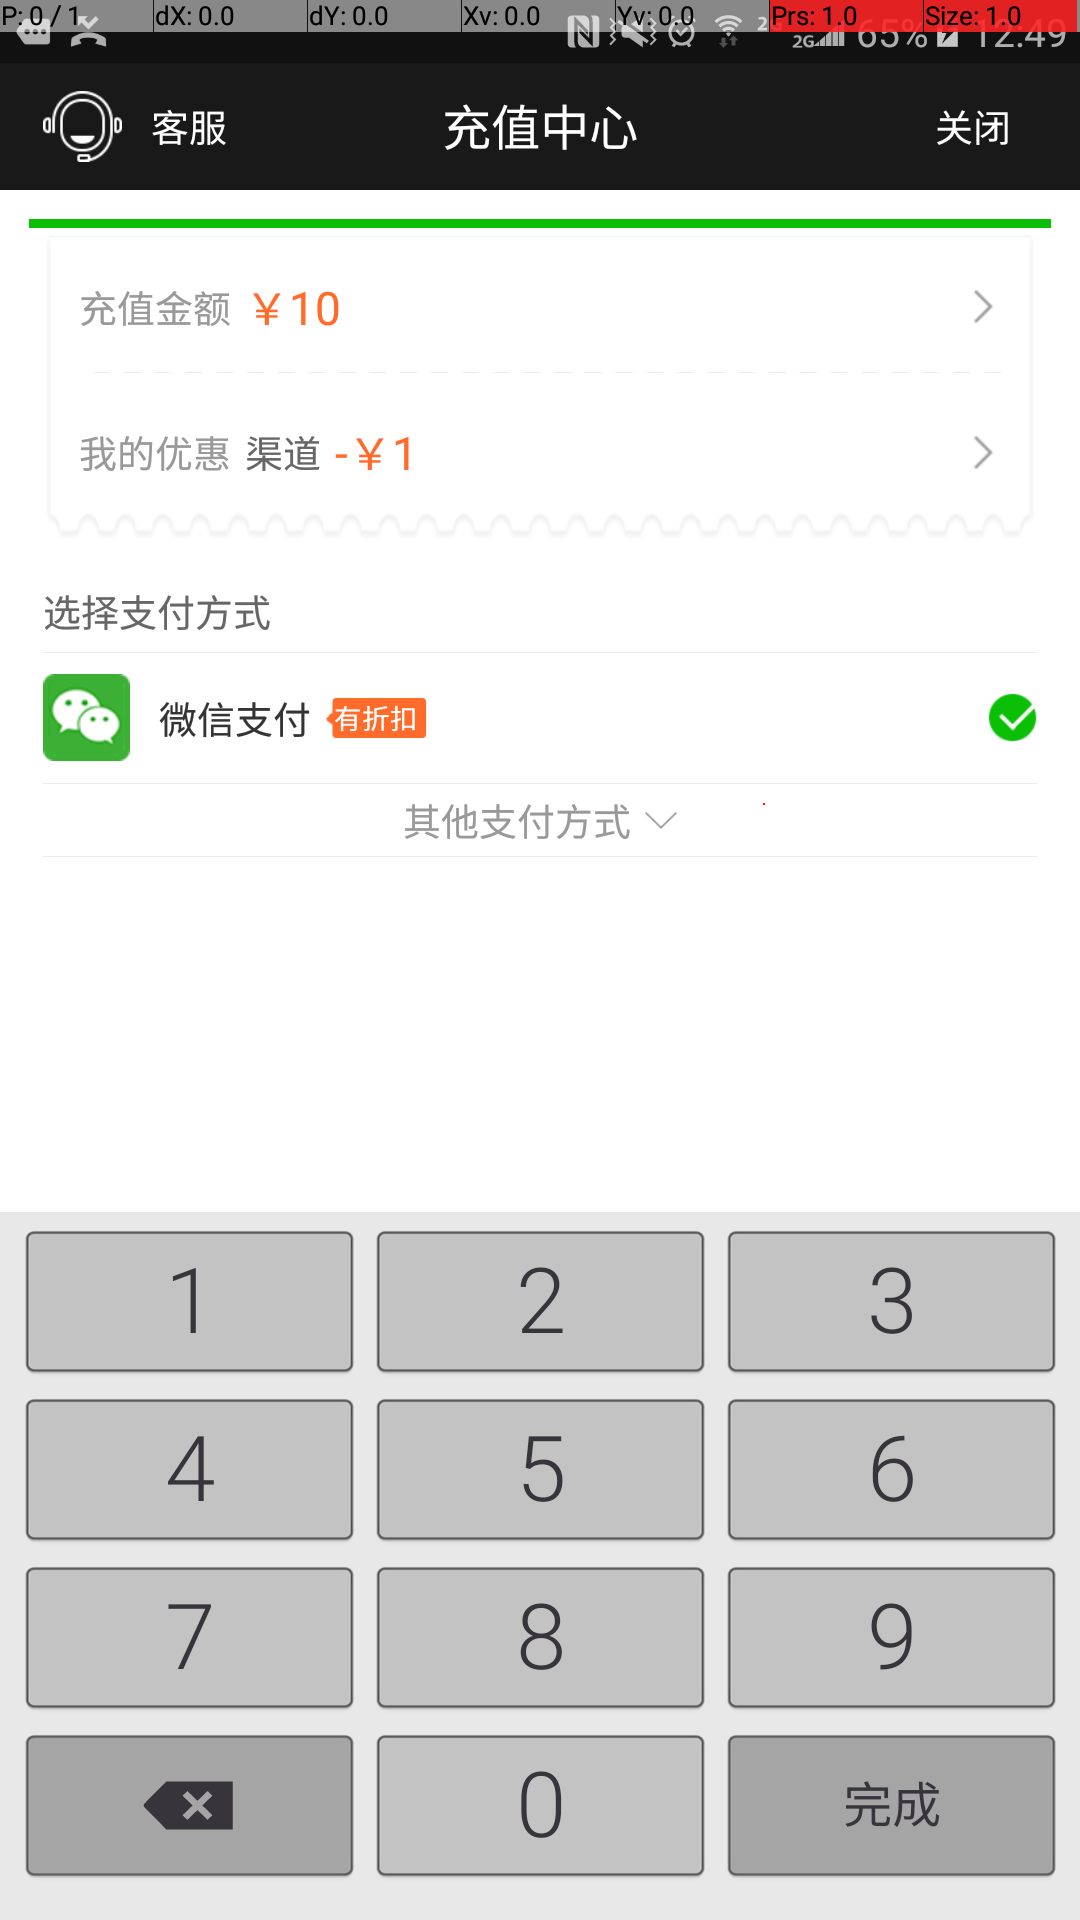 P: 0 / 1 dX: 0.0 dY: 0.0 Xv: 0.0 Yv: 0.0 Prs: 1.0 Size: 1.0
2G 65% 12:49
客服 充值中心 关闭
充值金额 ￥10
我的优惠 渠道 -￥1
选择支付方式
微信支付 有折扣
其他支付方式
1 2 3
4 5 6
7 8 9
0 完成